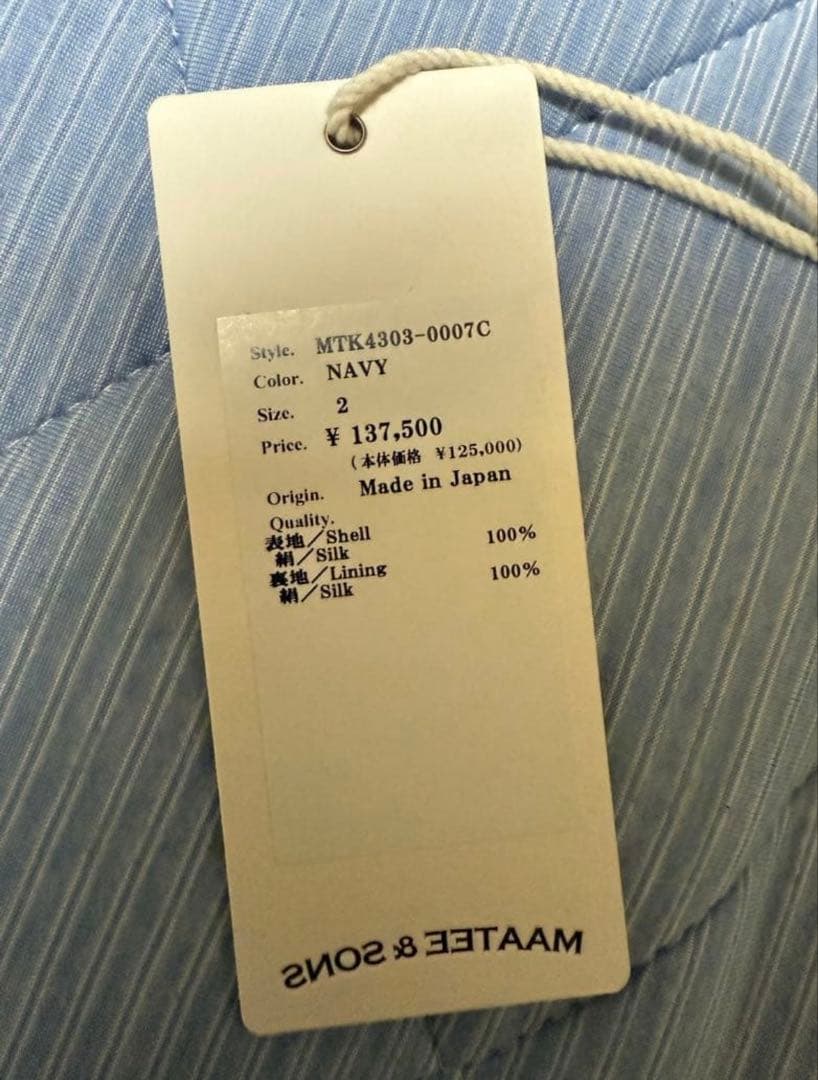 Style. MTK4303-0007C
Color. NAVY
Size. 2
Price. ¥ 137,500
(本体価格 ¥125,000)
Origin. Made in Japan
Quality.
表地/Shell
絹/Silk 100%
裏地/Lining
絹/Silk 100%
MAATEE & SONS